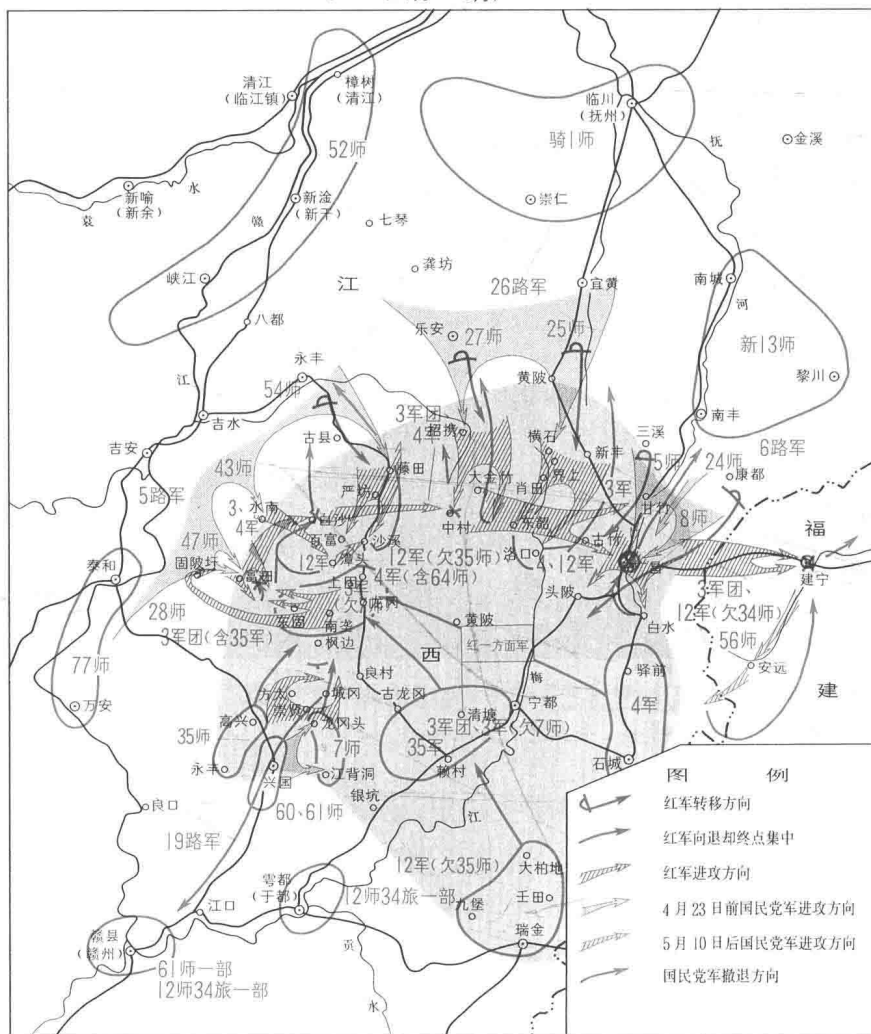 清江
(临江镇)
樟树
(清江)
临川
(抚州)
骑1师
抚
金溪
52师
新喻
(新余)
袁
水
新淦
(新干)
赣
崇仁
七琴
峡江
龚坊
江
26路军
宜黄
南城
河
八都
乐安
27师
25师
新13师
永丰
54师
黄陂
黎川
江
吉水
3军团
4军
招携
南丰
吉安
古县
横石
三溪
6路军
43师
藤田
新丰
5师
24师
康都
严坊
大金竹
肖田
3军
甘竹
5路军
3、
4军
水南
白沙
中村
东韶
8师
福
47师
沙溪
洛口
古竹
4、12军
12军
潭头
12军(欠35师)
泰和
固陂圩
富田
上固
4军(含64师)
头陂
建宁
3军团、
12军(欠34师)
28师
3军团(含35军)
东固
南垄
枫边
龙冈
黄陂
白水
56师
西
红一方面军
77师
良村
梅
驿前
安远
建
万安
方太
城冈
古龙冈
宁都
4军
高兴
崇贤
龙冈头
清塘
3军团、3军(欠7师)
35师
7师
35军
石城
永丰
兴国
江背洞
赖村
良口
60、61师
银坑
江
19路军
12军(欠35师)
大柏地
雩都
(于都)
12师34旅一部
壬田
九堡
江口
瑞金
赣县
(赣州)
贡
水
61师一部
12师34旅一部
图 例
红军转移方向
红军向退却终点集中
红军进攻方向
4月23日前国民党军进攻方向
5月10日后国民党军进攻方向
国民党军撤退方向